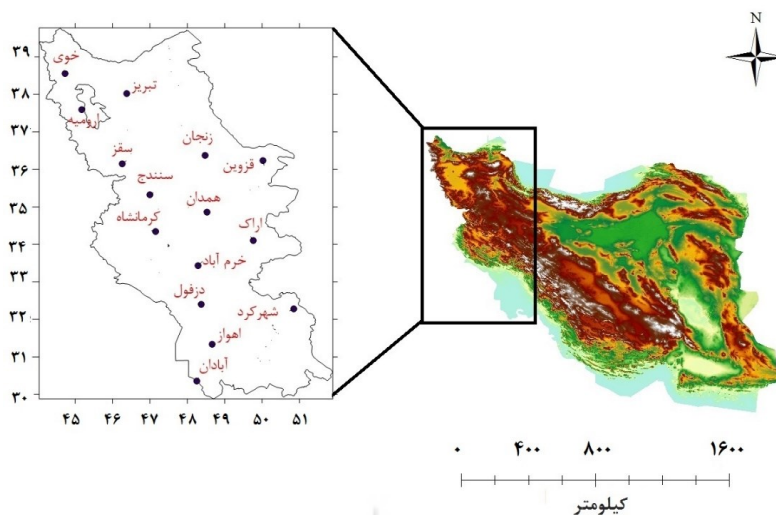 N
۳۹
۳۸
۳۷
۳۶
۳۵
۳۴
۳۳
۳۲
۳۱
۳۰
خوی
تبریز
ارومیه
زنجان
سقز
قزوین
سنندج
همدان
کرمانشاه
اراک
خرم آباد
دزفول
شهرکرد
اهواز
آبادان
۴۵ ۴۶ ۴۷ ۴۸ ۴۹ ۵۰ ۵۱
۰ ۴۰۰ ۸۰۰ ۱۶۰۰
کیلومتر